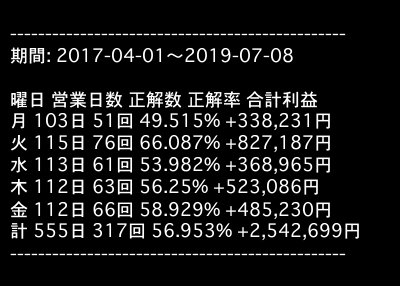 ------------------------------------------------
期間: 2017-04-01〜2019-07-08
曜日 営業日数 正解数 正解率 合計利益
月 103日 51回 49.515% +338,231円
火 115日 76回 66.087% +827,187円
水 113日 61回 53.982% +368,965円
木 112日 63回 56.25% +523,086円
金 112日 66回 58.929% +485,230円
計 555日 317回 56.953% +2,542,699円
------------------------------------------------